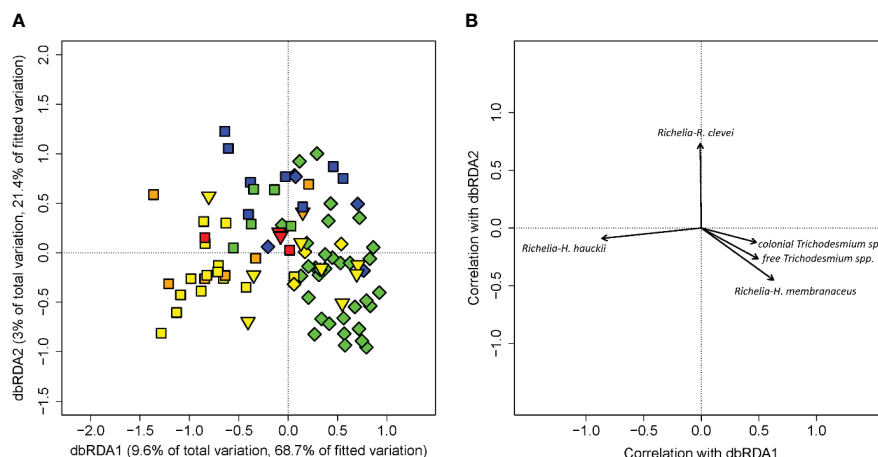 A
B
dbRDA2 (3% of total variation, 21.4% of fitted variation)
2.0
1.5
1.0
0.5
0.0
−0.5
−1.0
−1.5
−2.0
−1.5
−1.0
−0.5
0.0
0.5
1.0
dbRDA1 (9.6% of total variation, 68.7% of fitted variation)
Correlation with dbRDA2
1.0
0.5
0.0
−0.5
−1.0
Richelia-R. clevei
Richelia-H. hauckii
colonial Trichodesmium sp
free Trichodesmium spp.
Richelia-H. membranaceus
−1.0
−0.5
0.0
0.5
1.0
Correlation with dbRDA1